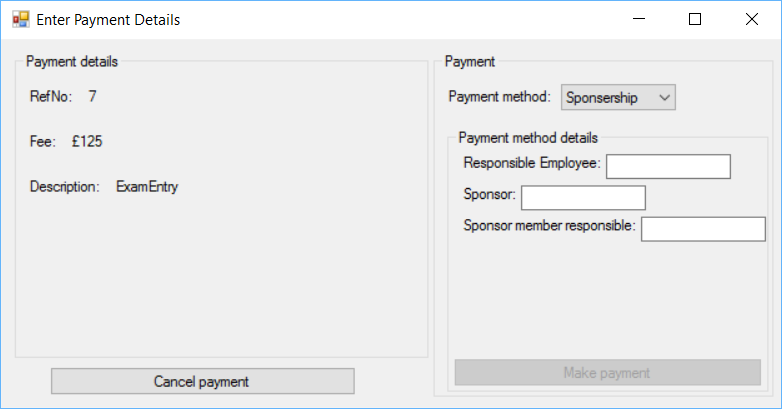 Enter Payment Details
Payment details
RefNo: 7
Fee: £125
Description: ExamEntry
Cancel payment
Payment
Payment method: Sponsership
Payment method details
Responsible Employee:
Sponsor:
Sponsor member responsible:
Make payment